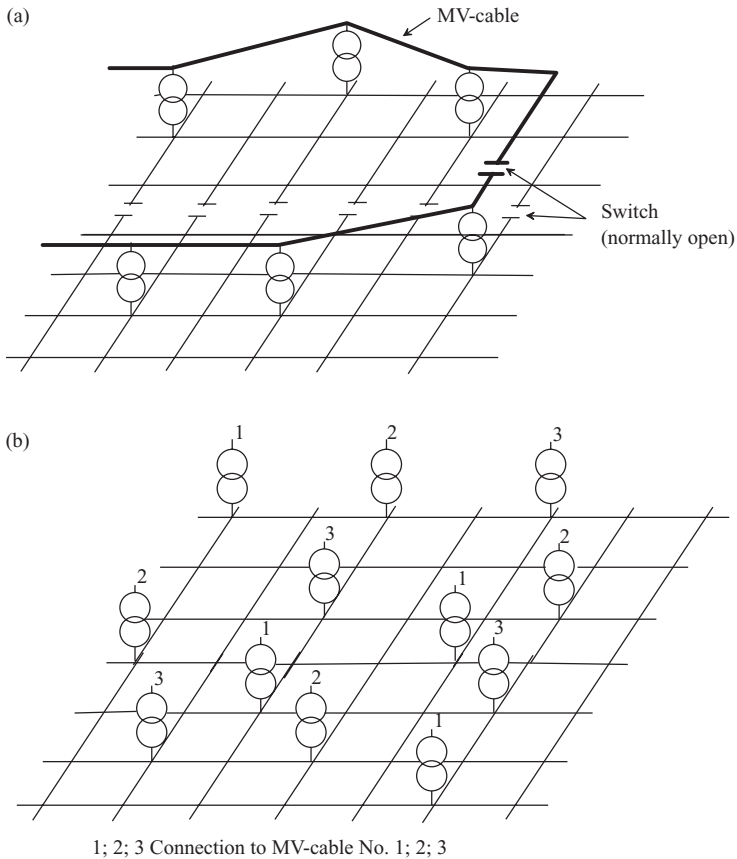 (a)
MV-cable
Switch
(normally open)
(b)
1
2
3
3
2
2
1
1
3
3
2
1
1; 2; 3 Connection to MV-cable No. 1; 2; 3